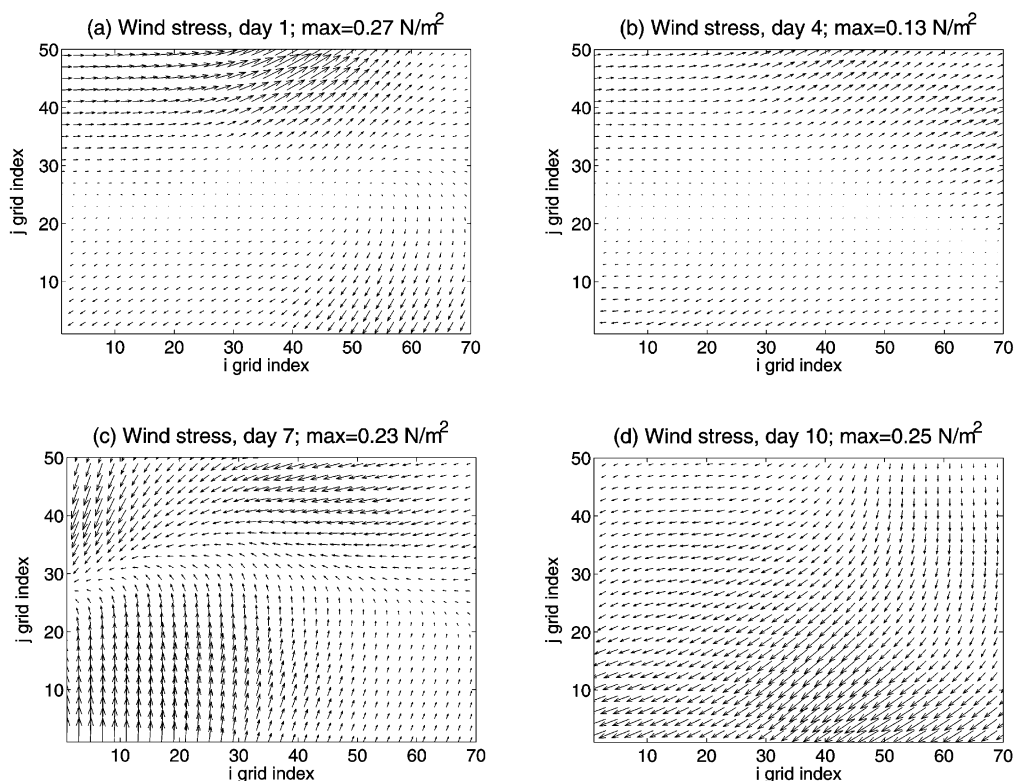 (a) Wind stress, day 1; max=0.27 N/m²
50
40
30
20
10
j grid index
10 20 30 40 50 60 70
i grid index
(b) Wind stress, day 4; max=0.13 N/m²
50
40
30
20
10
j grid index
10 20 30 40 50 60 70
i grid index
(c) Wind stress, day 7; max=0.23 N/m²
50
40
30
20
10
j grid index
10 20 30 40 50 60 70
i grid index
(d) Wind stress, day 10; max=0.25 N/m²
50
40
30
20
10
j grid index
10 20 30 40 50 60 70
i grid index